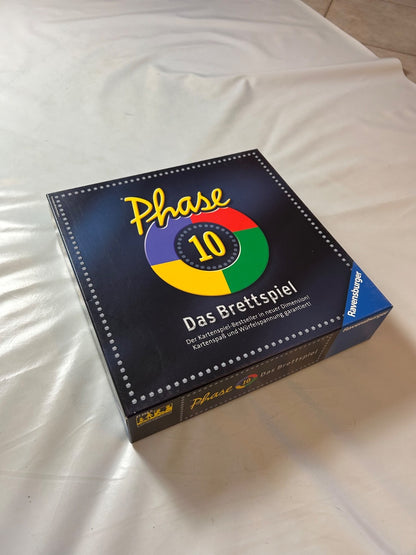 Phase
10
Das Brettspiel
Der Kartenspiel-Bestseller in neuer Dimension!
Kartenspaß und Würfelspannung garantiert!
Ravensburger
Phase 10 Das Brettspiel
Ravensburger